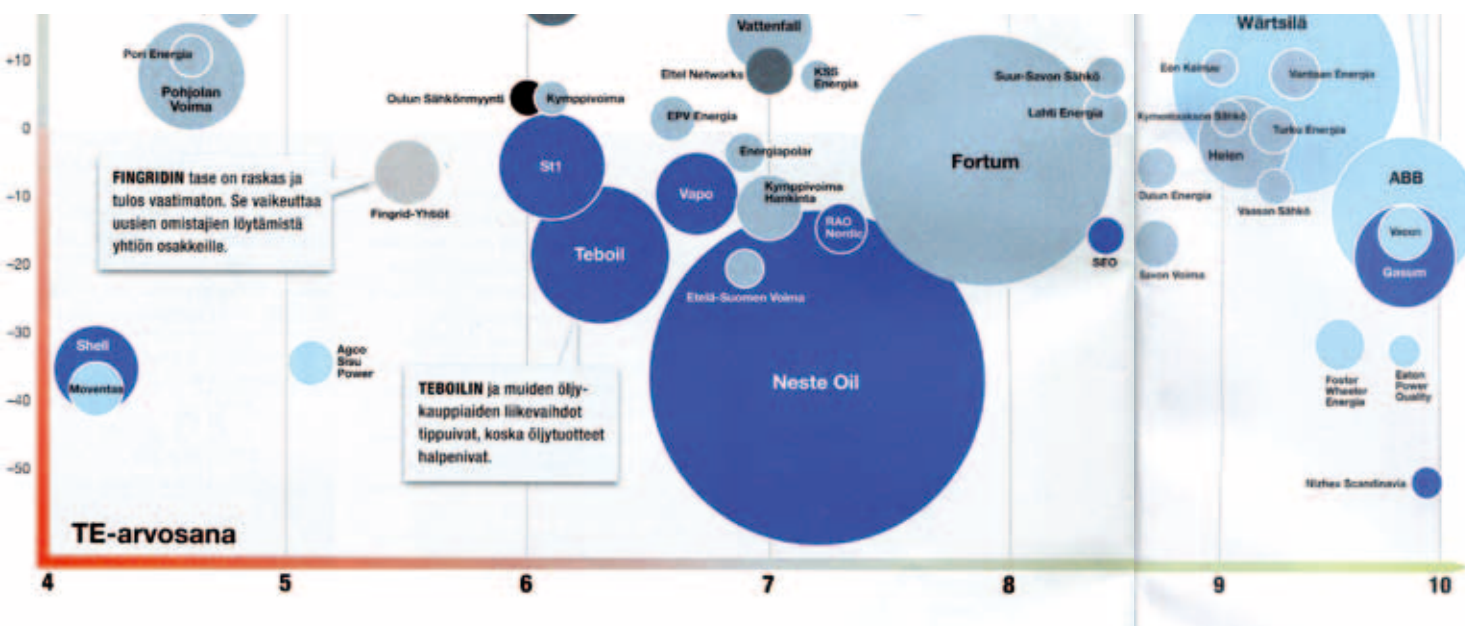 Wärtsilä
Vattenfall
Pori Energia
+10
Pohjolan
Voima
Eltel Networks
KSS
Energia
Suur-Savon Sähkö
Eon Kainuu
Vantaan Energia
Oulun Sähkönmyynti
Kymppivoima
EPV Energia
Lahti Energia
Kymenlaakson Sähkö
Turku Energia
0
St1
Energiapolar
Fortum
Helen
FINGRIDIN tase on raskas ja
tulos vaatimaton. Se vaikeuttaa
uusien omistajien löytämistä
yhtiön osakkeille.
Fingrid-Yhtiöt
Vapo
Kymppivoima
Hankinta
ABB
–10
Oulun Energia
Vaasan Sähkö
RAO
Nordic
Vacon
Teboil
SEO
–20
Etelä-Suomen Voima
Savon Voima
Gasum
–30
Shell
Moventas
Agco
Sisu
Power
TEBOILIN ja muiden öljy-
kauppiaiden liikevaihdot
tippuivat, koska öljytuotteet
halpenivat.
Neste Oil
Foster
Wheeler
Energia
Eaton
Power
Quality
–40
–50
Nizhex Scandinavia
TE-arvosana
4 5 6 7 8 9 10